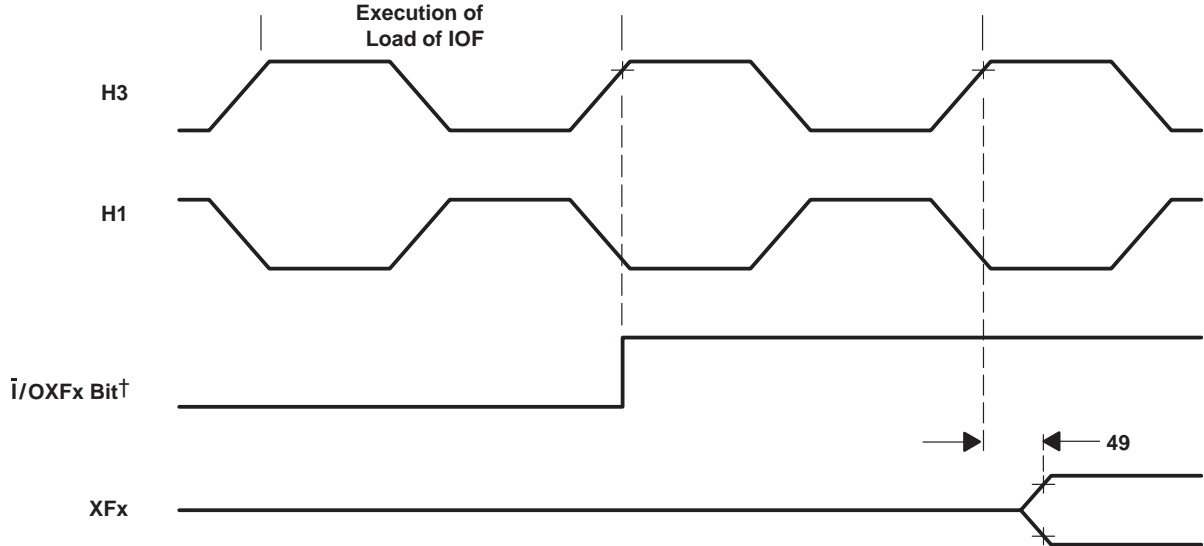 Execution of
Load of IOF
H3
H1
Ī/OXFx Bit†
49
XFx